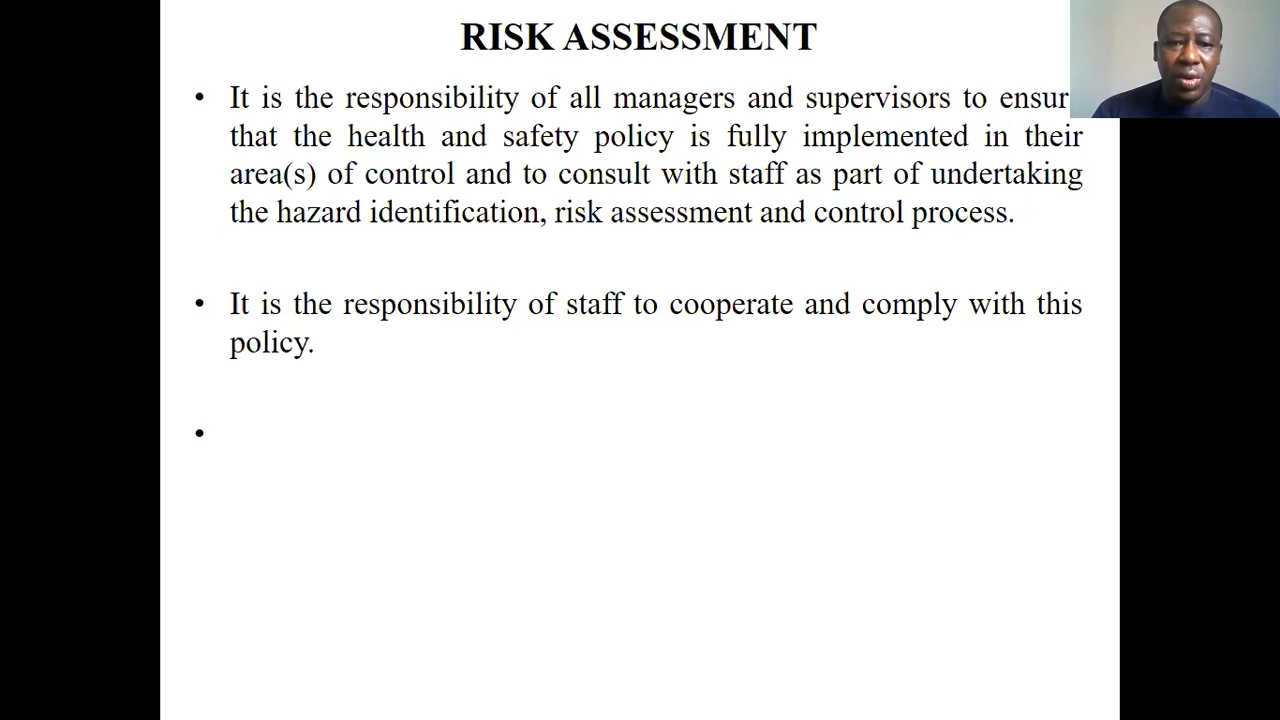 RISK ASSESSMENT
• It is the responsibility of all managers and supervisors to ensur
that the health and safety policy is fully implemented in their
area(s) of control and to consult with staff as part of undertaking
the hazard identification, risk assessment and control process.
• It is the responsibility of staff to cooperate and comply with this
policy.
•